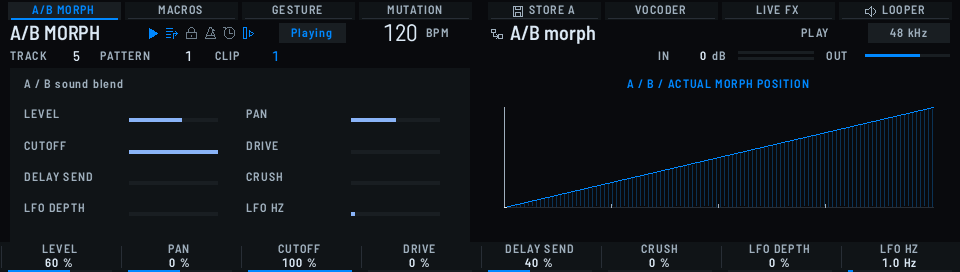 A/B MORPH MACROS GESTURE MUTATION STORE A VOCODER LIVE FX LOOPER
A/B MORPH Playing 120 BPM A/B morph PLAY 48 kHz
TRACK 5 PATTERN 1 CLIP 1 IN 0 dB OUT
A / B sound blend
A / B / ACTUAL MORPH POSITION
LEVEL PAN
CUTOFF DRIVE
DELAY SEND CRUSH
LFO DEPTH LFO HZ
LEVEL PAN CUTOFF DRIVE DELAY SEND CRUSH LFO DEPTH LFO HZ
60 % 0 % 100 % 0 % 40 % 0 % 0 % 1.0 Hz